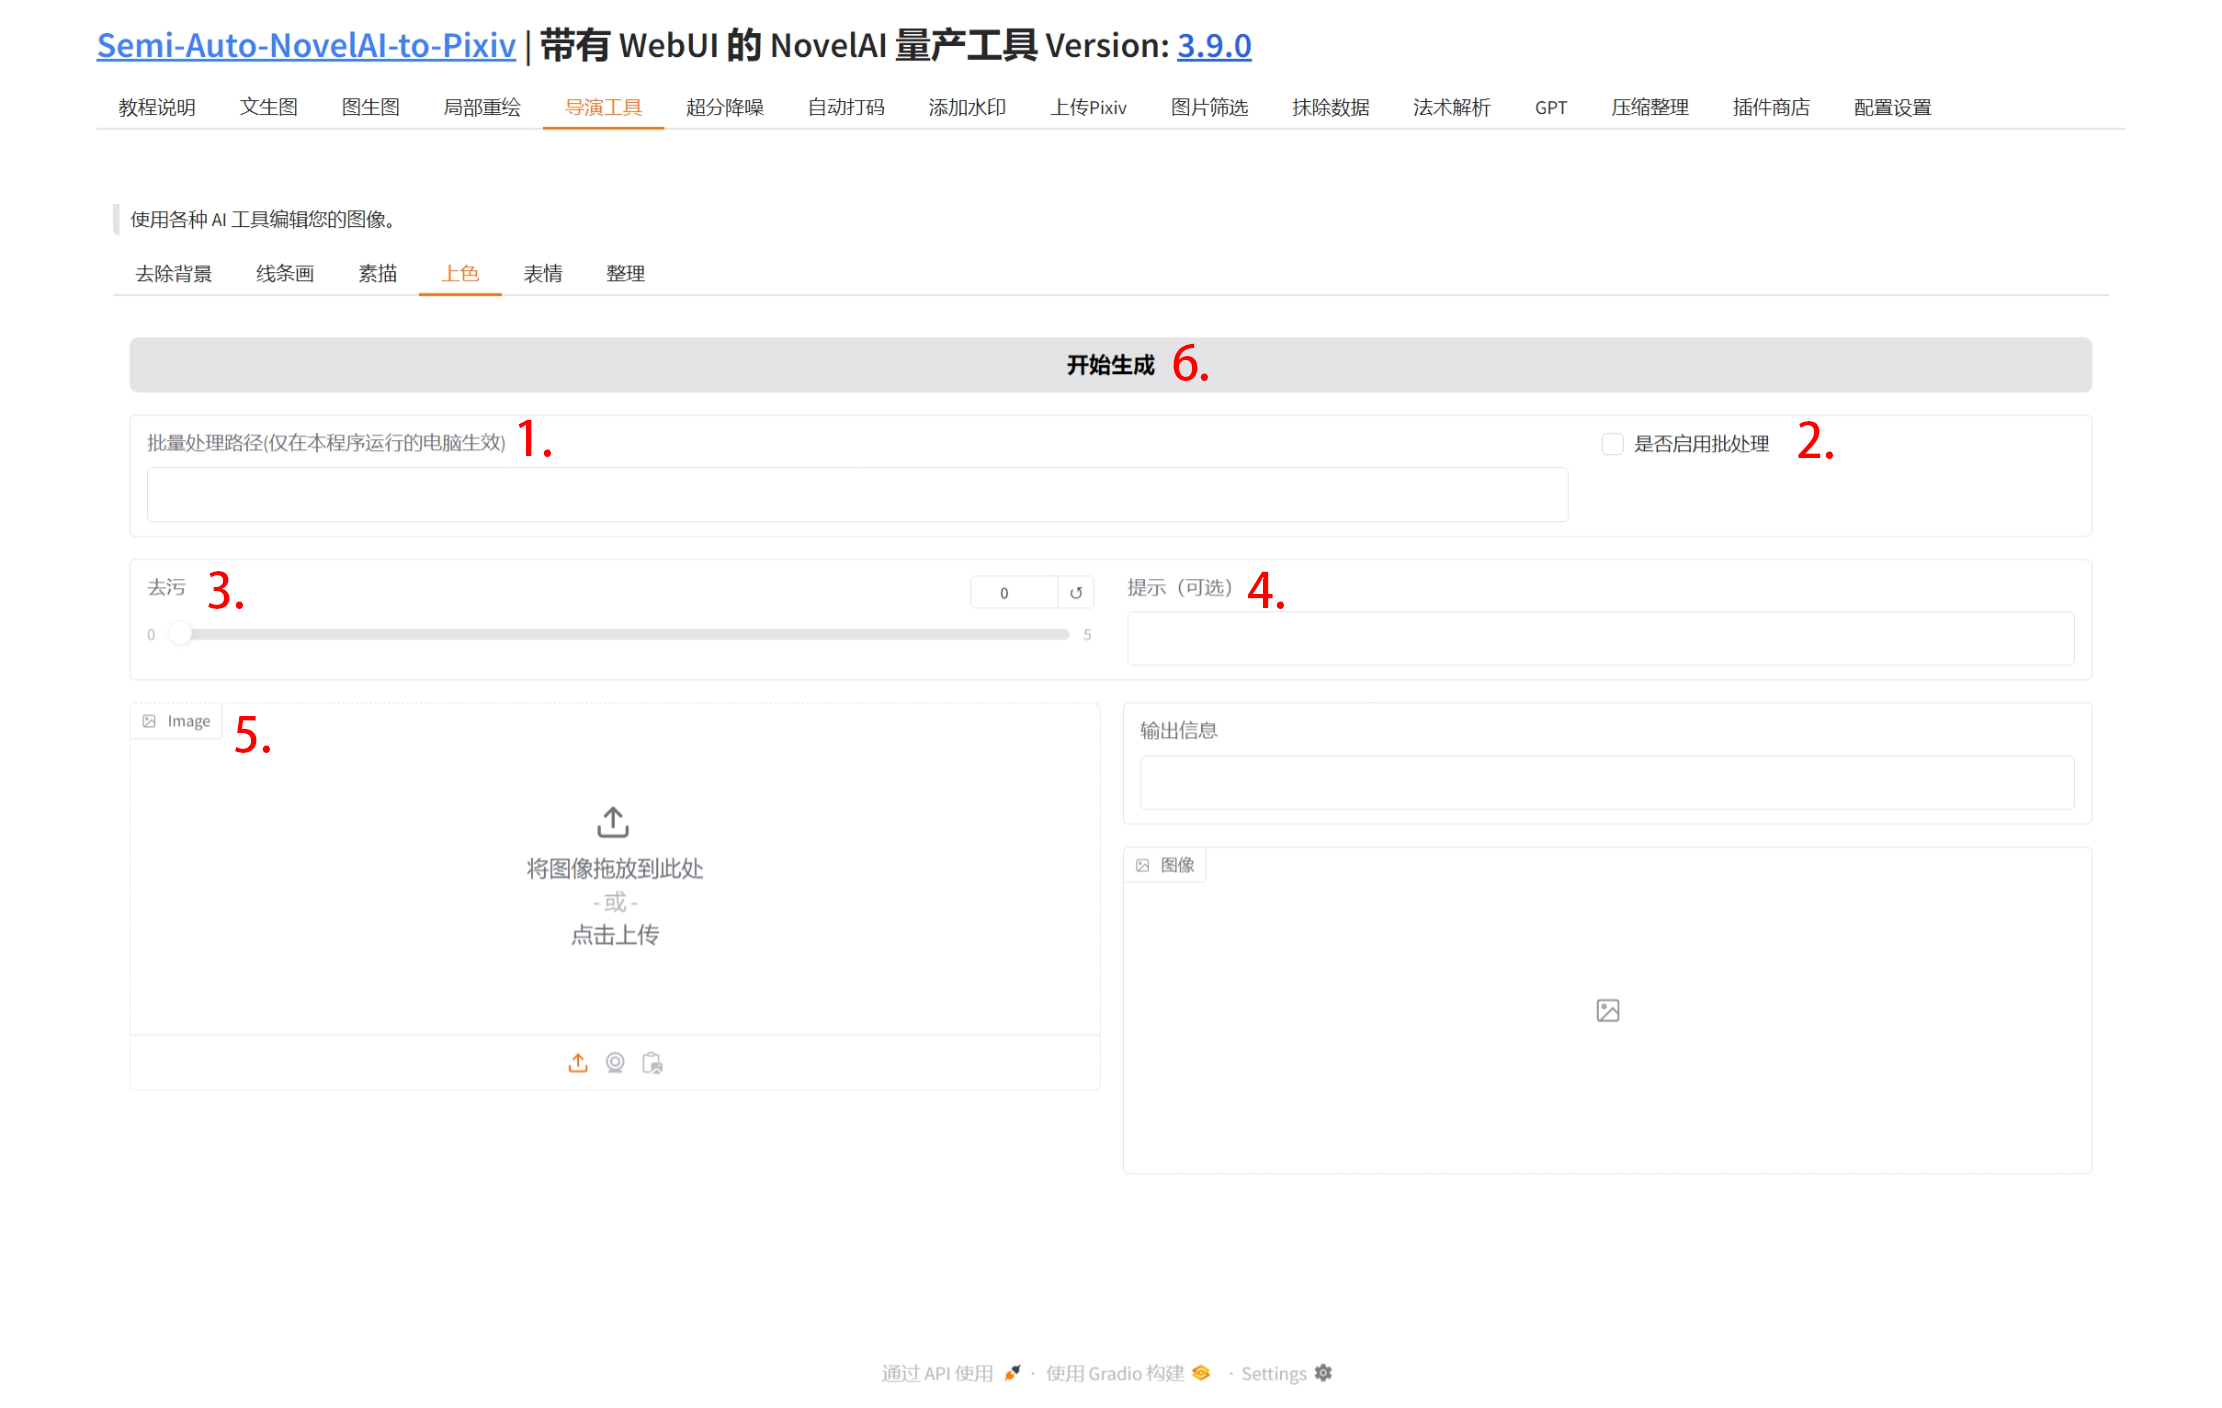 Semi-Auto-NovelAI-to-Pixiv | 带有 WebUI 的 NovelAI 量产工具 Version: 3.9.0
教程说明 文生图 图生图 局部重绘 导演工具 超分降噪 自动打码 添加水印 上传Pixiv 图片筛选 抹除数据 法术解析 GPT 压缩整理 插件商店 配置设置
使用各种 AI 工具编辑您的图像。
去除背景 线条画 素描 上色 表情 整理
开始生成 6.
批量处理路径(仅在本程序运行的电脑生效) 1.
是否启用批处理 2.
去污 3.
0
↺
0
5
提示（可选） 4.
Image 5.
将图像拖放到此处
- 或 -
点击上传
输出信息
图像
通过 API 使用 · 使用 Gradio 构建 · Settings